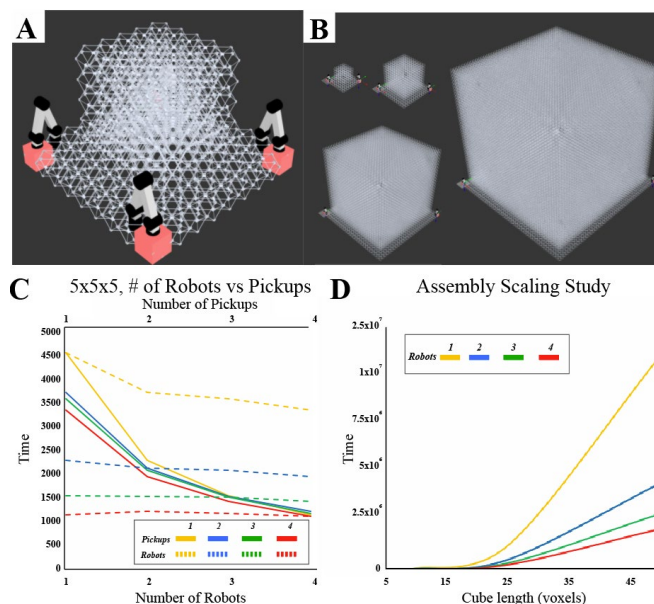 A
B
C
5x5x5, # of Robots vs Pickups
Number of Pickups
1 2 3 4
5000
4500
4000
3500
3000
2500
2000
1500
1000
500
0
Time
Pickups 1 2 3 4
Robots
1 2 3 4
Number of Robots
D
Assembly Scaling Study
2.5x10⁷
1x10⁷
7.5x10⁶
5x10⁶
2.5x10⁶
Time
Robots 1 2 3 4
5 15 25 35 45
Cube length (voxels)